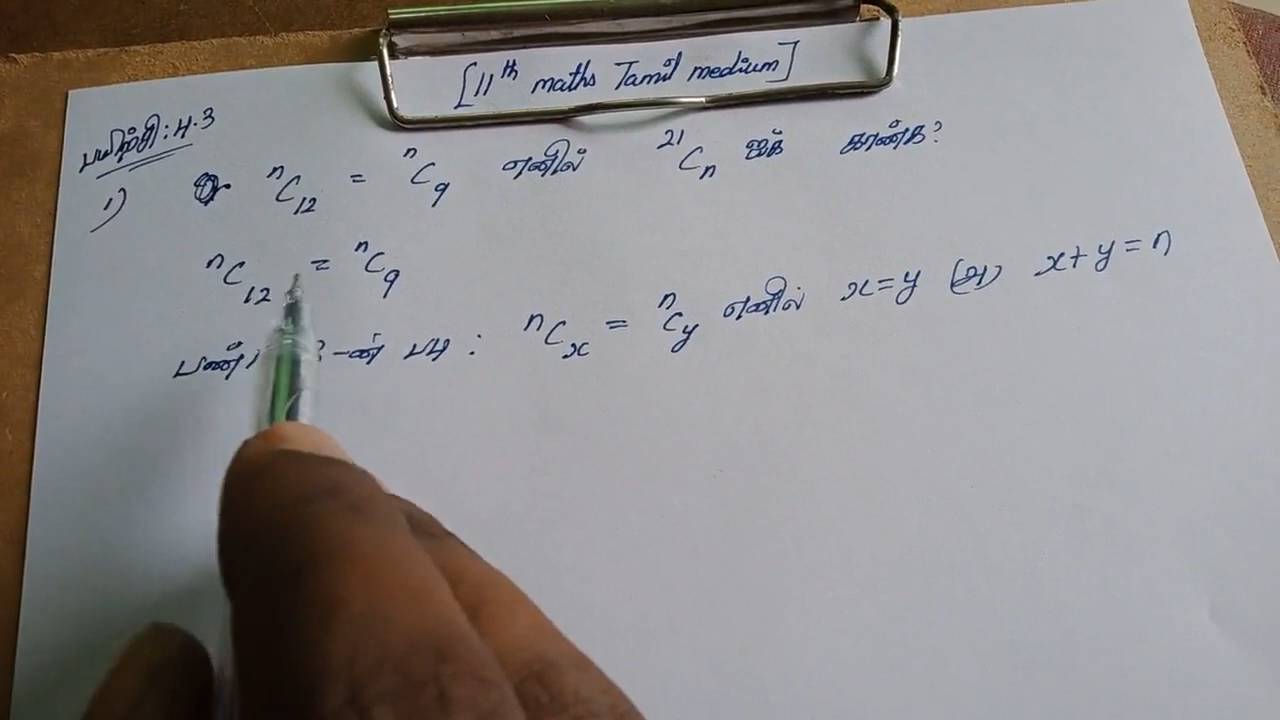 [11th maths Tamil medium]
பயிற்சி: 4.3
1) ⁿC₁₂ = ⁿC₉ எனில் ²¹Cₙ ஐக் காண்க?
ⁿC₁₂ = ⁿC₉
-ன் படி : ⁿCₓ = ⁿCᵧ எனில் x=y (அ) x+y=n